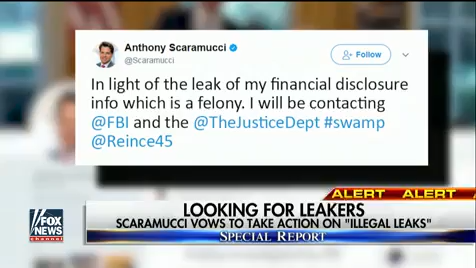 Anthony Scaramucci
@Scaramucci
Follow
In light of the leak of my financial disclosure
info which is a felony. I will be contacting
@FBI and the @TheJusticeDept #swamp
@Reince45
ALERT ALERT
LOOKING FOR LEAKERS
SCARAMUCCI VOWS TO TAKE ACTION ON "ILLEGAL LEAKS"
SPECIAL REPORT
FOX
NEWS
channel